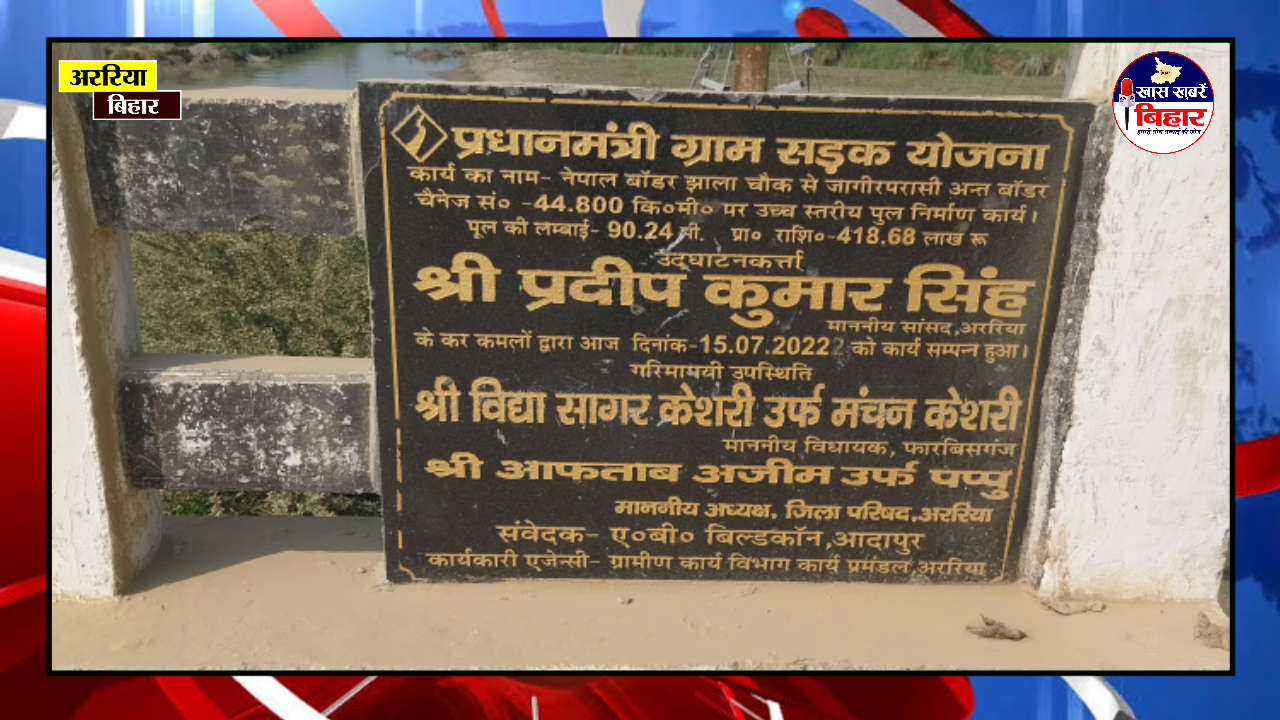 अररिया
बिहार
खास खबरें
बिहार
प्रधानमंत्री ग्राम सड़क योजना
कार्य का नाम- नेपाल बॉडर झाला चौक से जागीरपरासी अन्त बॉडर
चैनेज सं० -44.800 कि०मी० पर उच्च स्तरीय पुल निर्माण कार्य।
पूल की लम्बाई- 90.24 मी. प्रा० राशि०-418.68 लाख रू
उद्घाटनकर्त्ता
श्री प्रदीप कुमार सिंह
माननीय सांसद,अररिया
के कर कमलों द्वारा आज दिनांक-15.07.2022 को कार्य सम्पन्न हुआ।
गरिमामयी उपस्थिति
श्री विद्या सागर केशरी उर्फ मंचन केशरी
माननीय विधायक, फारबिसगंज
श्री आफताब अजीम उर्फ पप्पु
माननीय अध्यक्ष, जिला परिषद,अररिया
संवेदक- ए०बी० बिल्डकॉन,आदापुर
कार्यकारी एजेन्सी- ग्रामीण कार्य विभाग कार्य प्रमंडल,अररिया